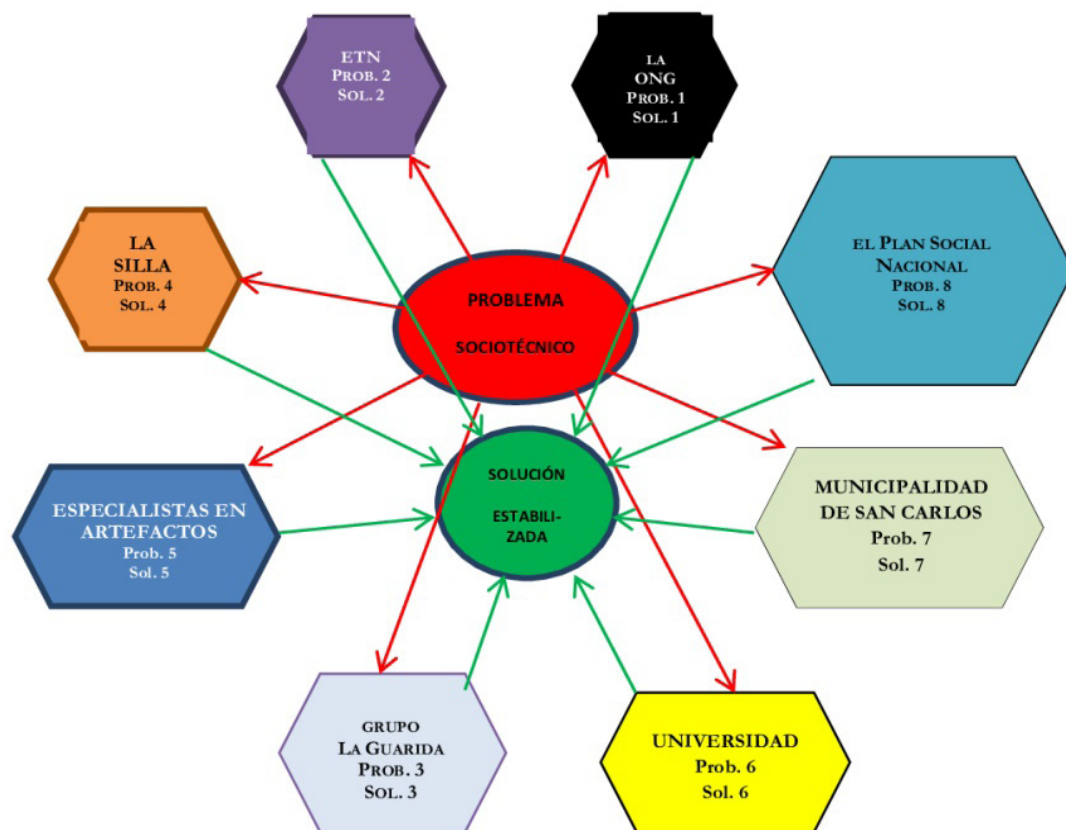 ETN
PROB. 2
SOL. 2
LA
ONG
PROB. 1
SOL. 1
LA
SILLA
PROB. 4
SOL. 4
PROBLEMA
SOCIOTÉCNICO
EL PLAN SOCIAL
NACIONAL
PROB. 8
SOL. 8
ESPECIALISTAS EN
ARTEFACTOS
Prob. 5
Sol. 5
SOLUCIÓN
ESTABILI-
ZADA
MUNICIPALIDAD
DE SAN CARLOS
Prob. 7
Sol. 7
GRUPO
LA GUARIDA
PROB. 3
SOL. 3
UNIVERSIDAD
Prob. 6
Sol. 6